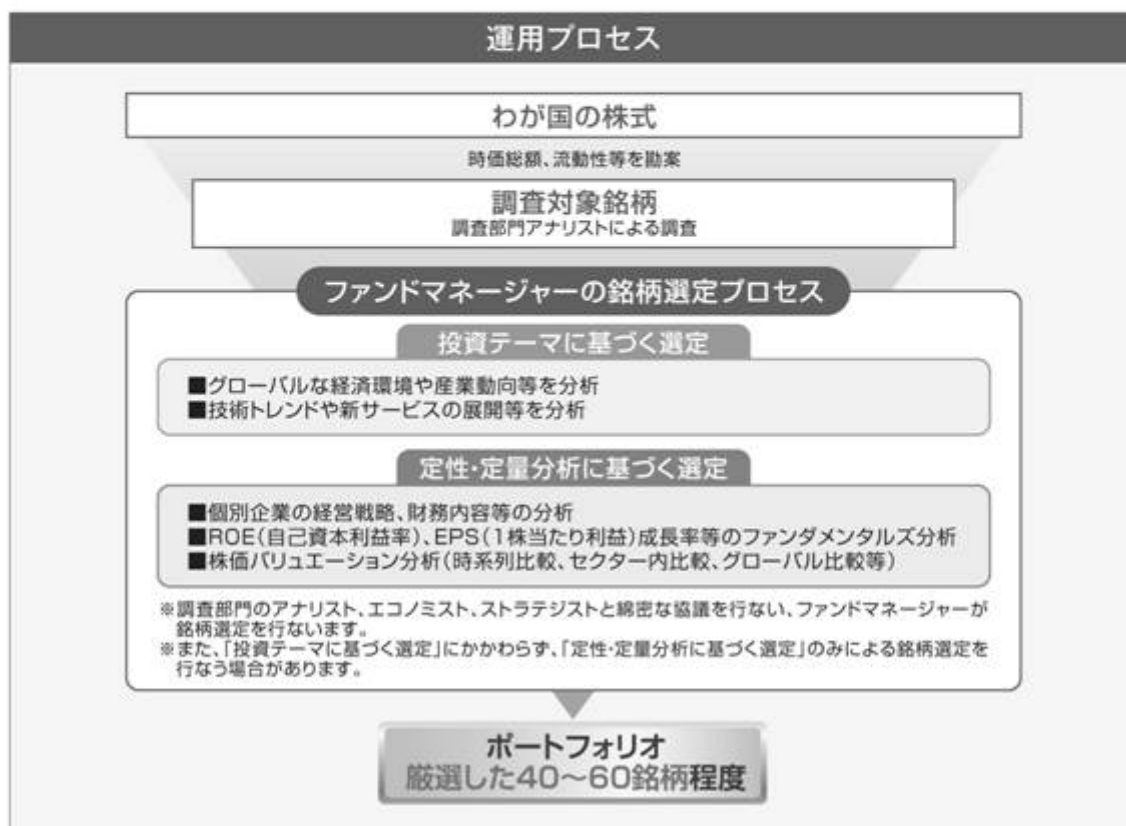 運用プロセス
わが国の株式
時価総額、流動性等を勘案
調査対象銘柄
調査部門アナリストによる調査
ファンドマネージャーの銘柄選定プロセス
投資テーマに基づく選定
■グローバルな経済環境や産業動向等を分析
■技術トレンドや新サービスの展開等を分析
定性・定量分析に基づく選定
■個別企業の経営戦略、財務内容等の分析
■ROE(自己資本利益率)、EPS(1株当たり利益)成長率等のファンダメンタルズ分析
■株価バリュエーション分析(時系列比較、セクター内比較、グローバル比較等)
※調査部門のアナリスト、エコノミスト、ストラテジストと綿密な協議を行ない、ファンドマネージャーが
銘柄選定を行ないます。
※また、「投資テーマに基づく選定」にかかわらず、「定性・定量分析に基づく選定」のみによる銘柄選定を
行なう場合があります。
ポートフォリオ
厳選した40～60銘柄程度